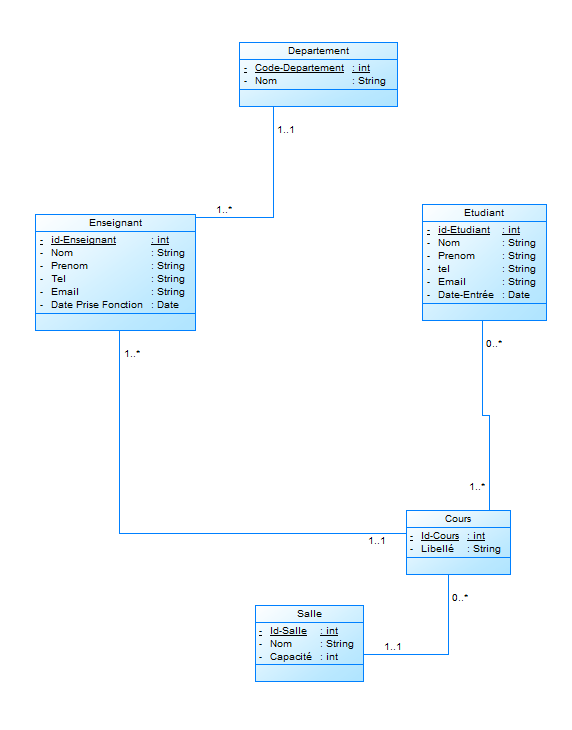 Departement
- Code-Departement : int
- Nom : String
1..1
1..*
Enseignant
- id-Enseignant : int
- Nom : String
- Prenom : String
- Tel : String
- Email : String
- Date Prise Fonction : Date
1..*
Etudiant
- id-Etudiant : int
- Nom : String
- Prenom : String
- tel : String
- Email : String
- Date-Entrée : Date
0..*
1..*
1..1
Cours
- Id-Cours : int
- Libellé : String
0..*
Salle
- Id-Salle : int
- Nom : String
- Capacité : int
1..1